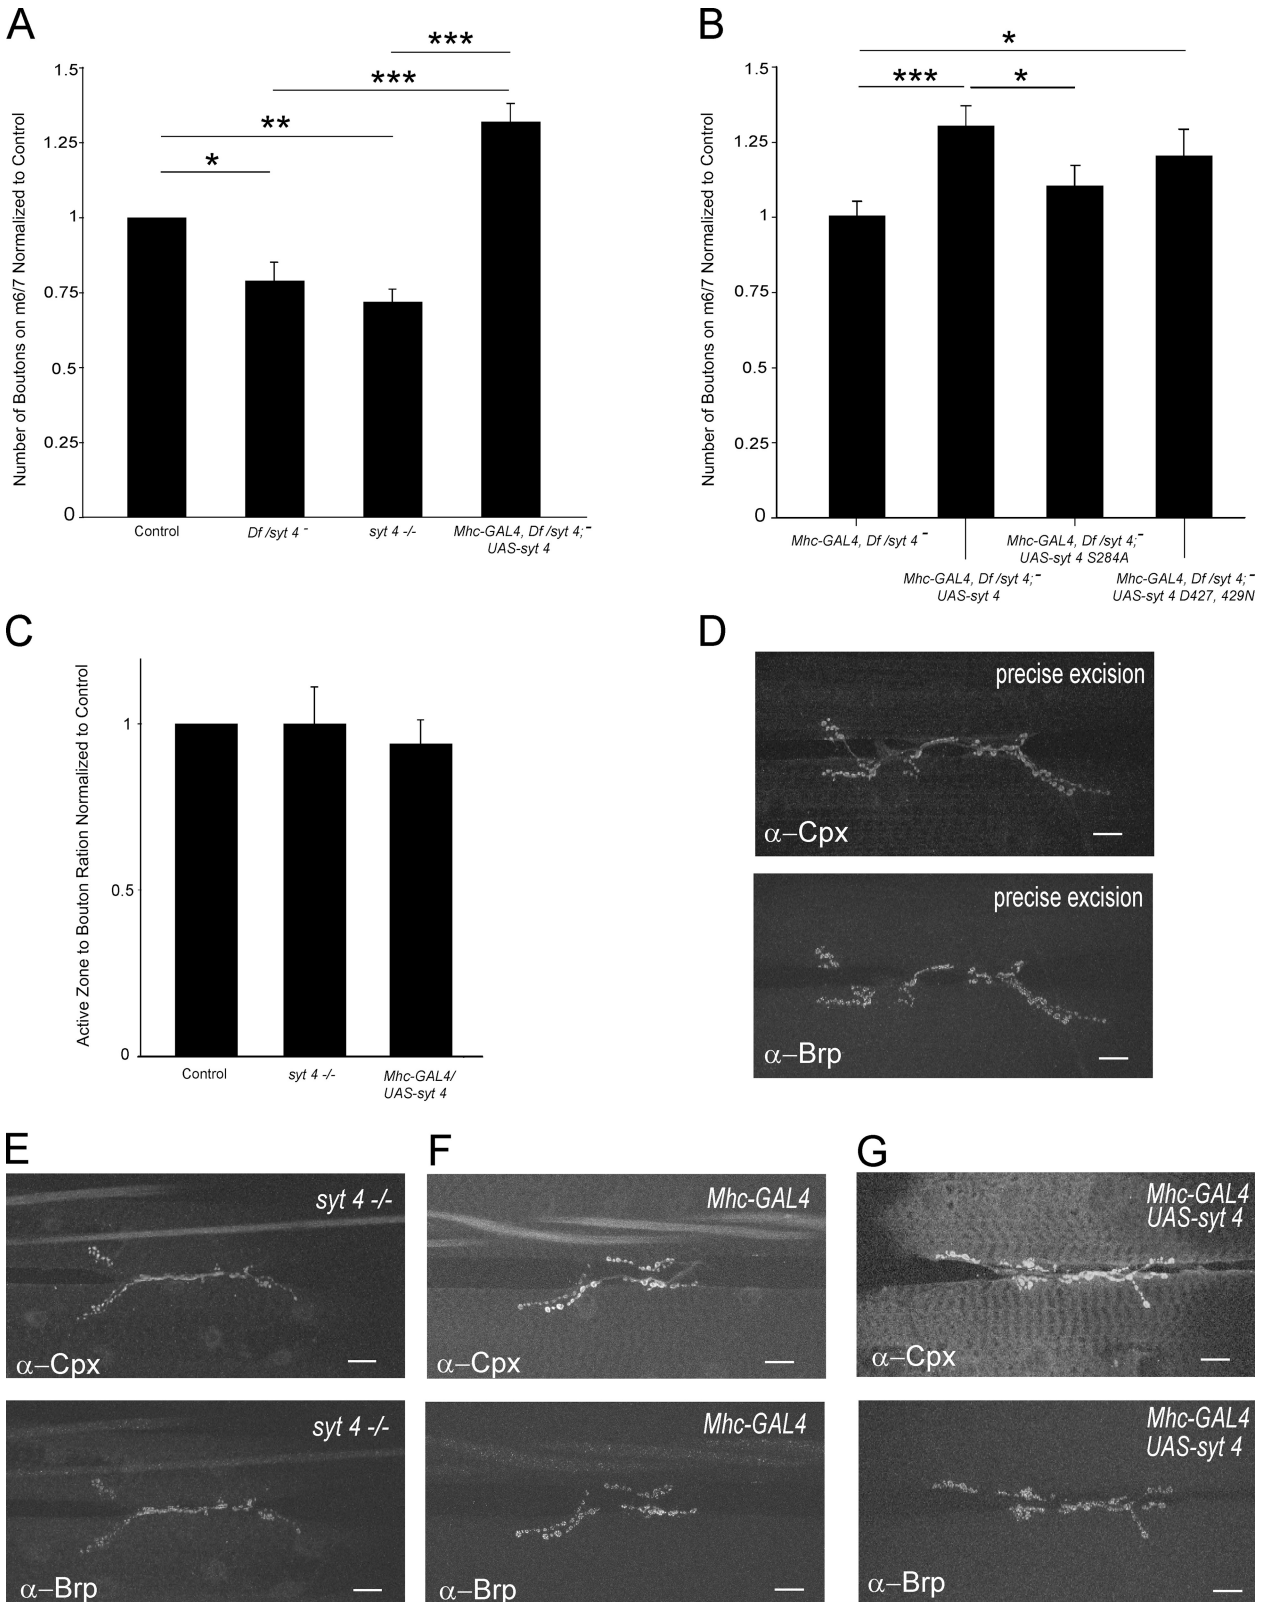 A
Number of Boutons on m6/7 Normalized to Control
1.5
1.25
1
0.75
0.5
0.25
0
***
***
**
*
Control
Df /syt 4 -
syt 4 -/-
Mhc-GAL4, Df /syt 4;-
UAS-syt 4
B
Number of Boutons on m6/7 Normalized to Control
1.5
1.25
1
0.75
0.5
0.25
0
*
***
*
Mhc-GAL4, Df /syt 4 -
Mhc-GAL4, Df /syt 4;-
UAS-syt 4
Mhc-GAL4, Df /syt 4;-
UAS-syt 4 S284A
Mhc-GAL4, Df /syt 4;-
UAS-syt 4 D427, 429N
C
Active Zone to Bouton Ration Normalized to Control
1
0.5
0
Control
syt 4 -/-
Mhc-GAL4/
UAS-syt 4
D
precise excision
α–Cpx
precise excision
α–Brp
E
syt 4 -/-
α–Cpx
syt 4 -/-
α–Brp
F
Mhc-GAL4
α–Cpx
Mhc-GAL4
α–Brp
G
Mhc-GAL4
UAS-syt 4
α–Cpx
Mhc-GAL4
UAS-syt 4
α–Brp